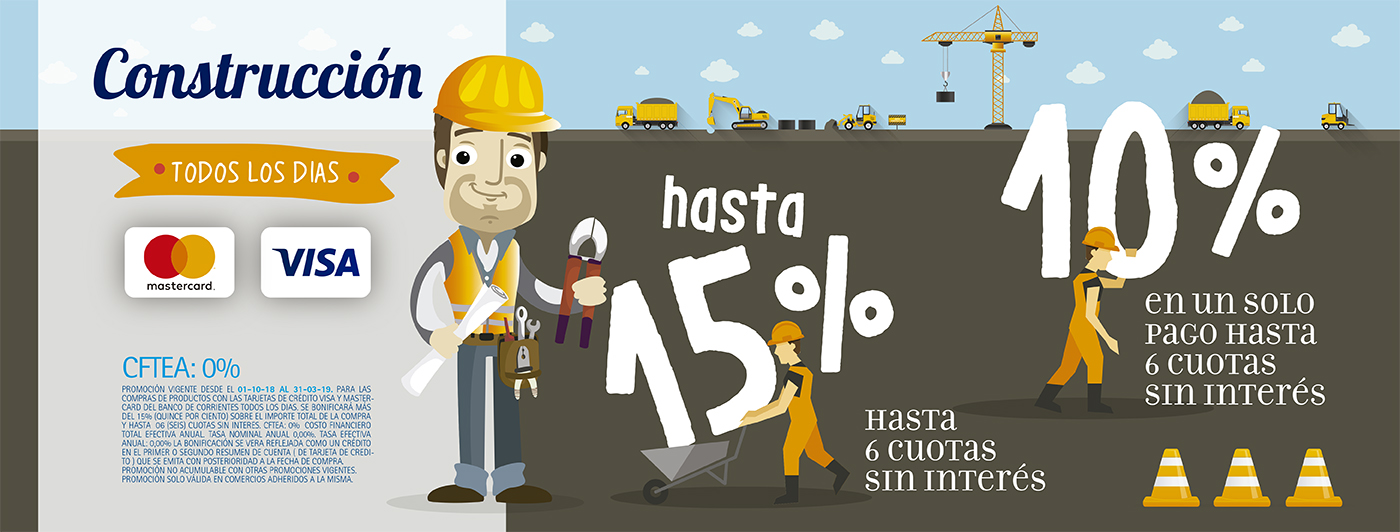 Construcción
TODOS LOS DIAS
mastercard.
VISA
CFTEA: 0%
PROMOCIÓN VIGENTE DESDE EL 01-10-18 AL 31-03-19. PARA LAS
COMPRAS DE PRODUCTOS CON LAS TARJETAS DE CRÉDITO VISA Y MASTER-
CARD DEL BANCO DE CORRIENTES TODOS LOS DIAS. SE BONIFICARÁ MÁS
DEL 15% (QUINCE POR CIENTO) SOBRE EL IMPORTE TOTAL DE LA COMPRA
Y HASTA 06 (SEIS) CUOTAS SIN INTERES. CFTEA: 0% COSTO FINANCIERO
TOTAL EFECTIVA ANUAL. TASA NOMINAL ANUAL 0,00%. TASA EFECTIVA
ANUAL: 0,00% LA BONIFICACIÓN SE VERA REFLEJADA COMO UN CRÉDITO
EN EL PRIMER O SEGUNDO RESUMEN DE CUENTA ( DE TARJETA DE CREDI-
TO ) QUE SE EMITA CON POSTERIORIDAD A LA FECHA DE COMPRA.
PROMOCIÓN NO ACUMULABLE CON OTRAS PROMOCIONES VIGENTES.
PROMOCIÓN SOLO VÁLIDA EN COMERCIOS ADHERIDOS A LA MISMA.
hasta
15%
HASTA
6 CUOTAS
SIN INTERÉS
10%
EN UN SOLO
PAGO HASTA
6 CUOTAS
SIN INTERÉS